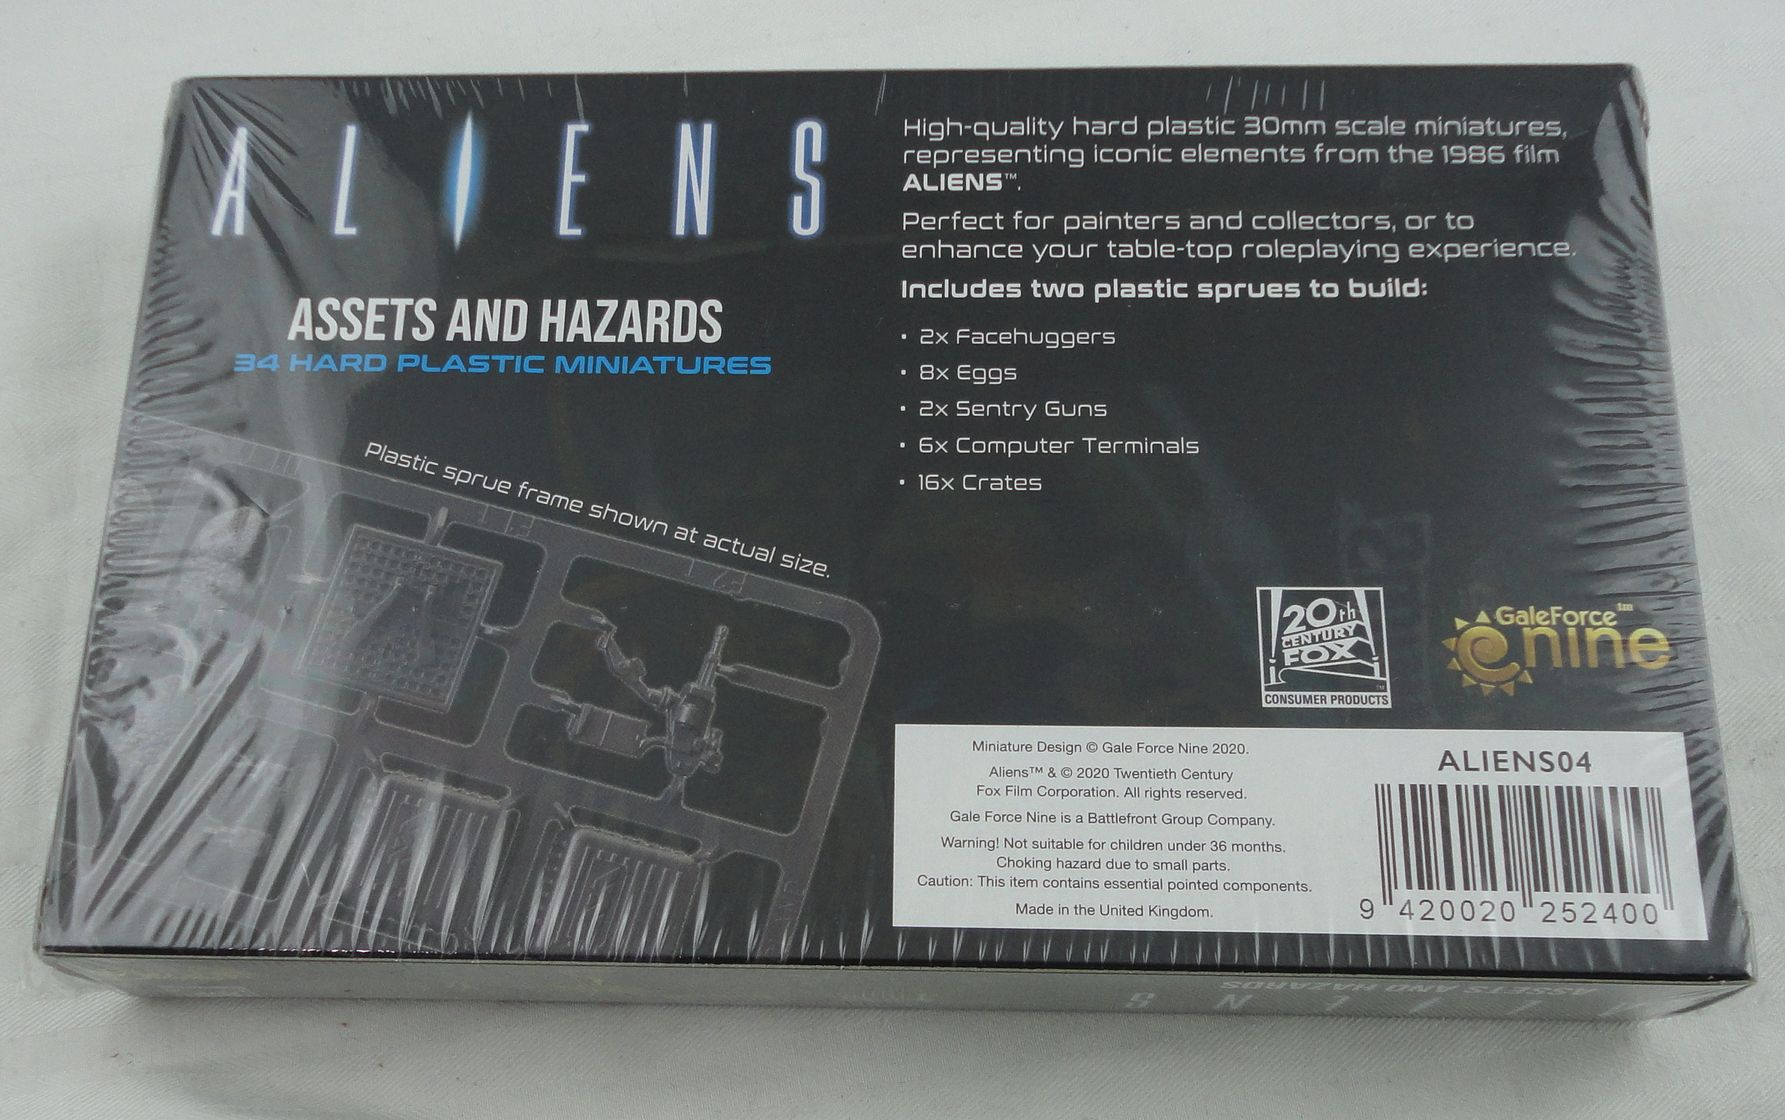 ALIENS
ASSETS AND HAZARDS
34 HARD PLASTIC MINIATURES
Plastic sprue frame shown at actual size.
High-quality hard plastic 30mm scale miniatures,
representing iconic elements from the 1986 film
ALIENS™.
Perfect for painters and collectors, or to
enhance your table-top roleplaying experience.
Includes two plastic sprues to build:
• 2x Facehuggers
• 8x Eggs
• 2x Sentry Guns
• 6x Computer Terminals
• 16x Crates
20th
CENTURY
FOX
™
CONSUMER PRODUCTS
GaleForce™
nine
Miniature Design © Gale Force Nine 2020.
Aliens™ & © 2020 Twentieth Century
Fox Film Corporation. All rights reserved.
Gale Force Nine is a Battlefront Group Company.
Warning! Not suitable for children under 36 months.
Choking hazard due to small parts.
Caution: This item contains essential pointed components.
Made in the United Kingdom.
ALIENS04
9 420020 252400
ALIENS
ASSETS AND HAZARDS